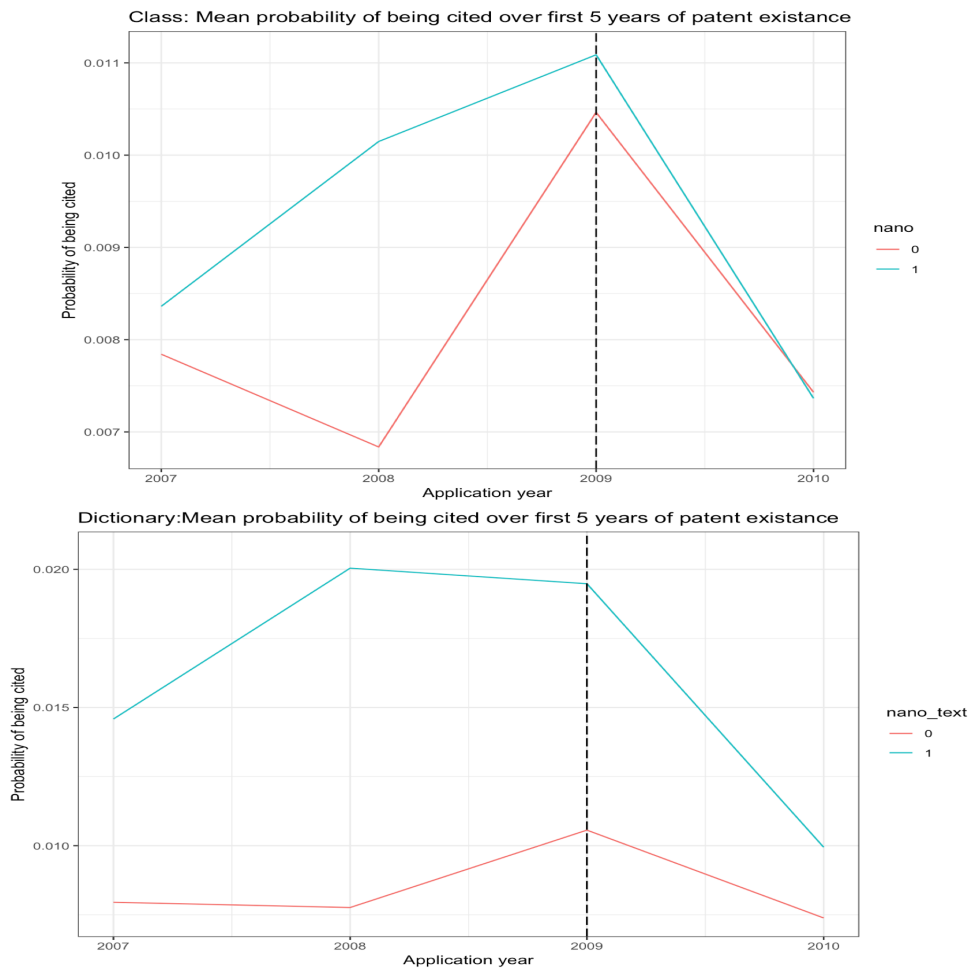 Class: Mean probability of being cited over first 5 years of patent existance
0.011
0.010
0.009
0.008
0.007
Probability of being cited
2007 2008 2009 2010
Application year
nano
0
1
Dictionary:Mean probability of being cited over first 5 years of patent existance
0.020
0.015
0.010
Probability of being cited
2007 2008 2009 2010
Application year
nano_text
0
1